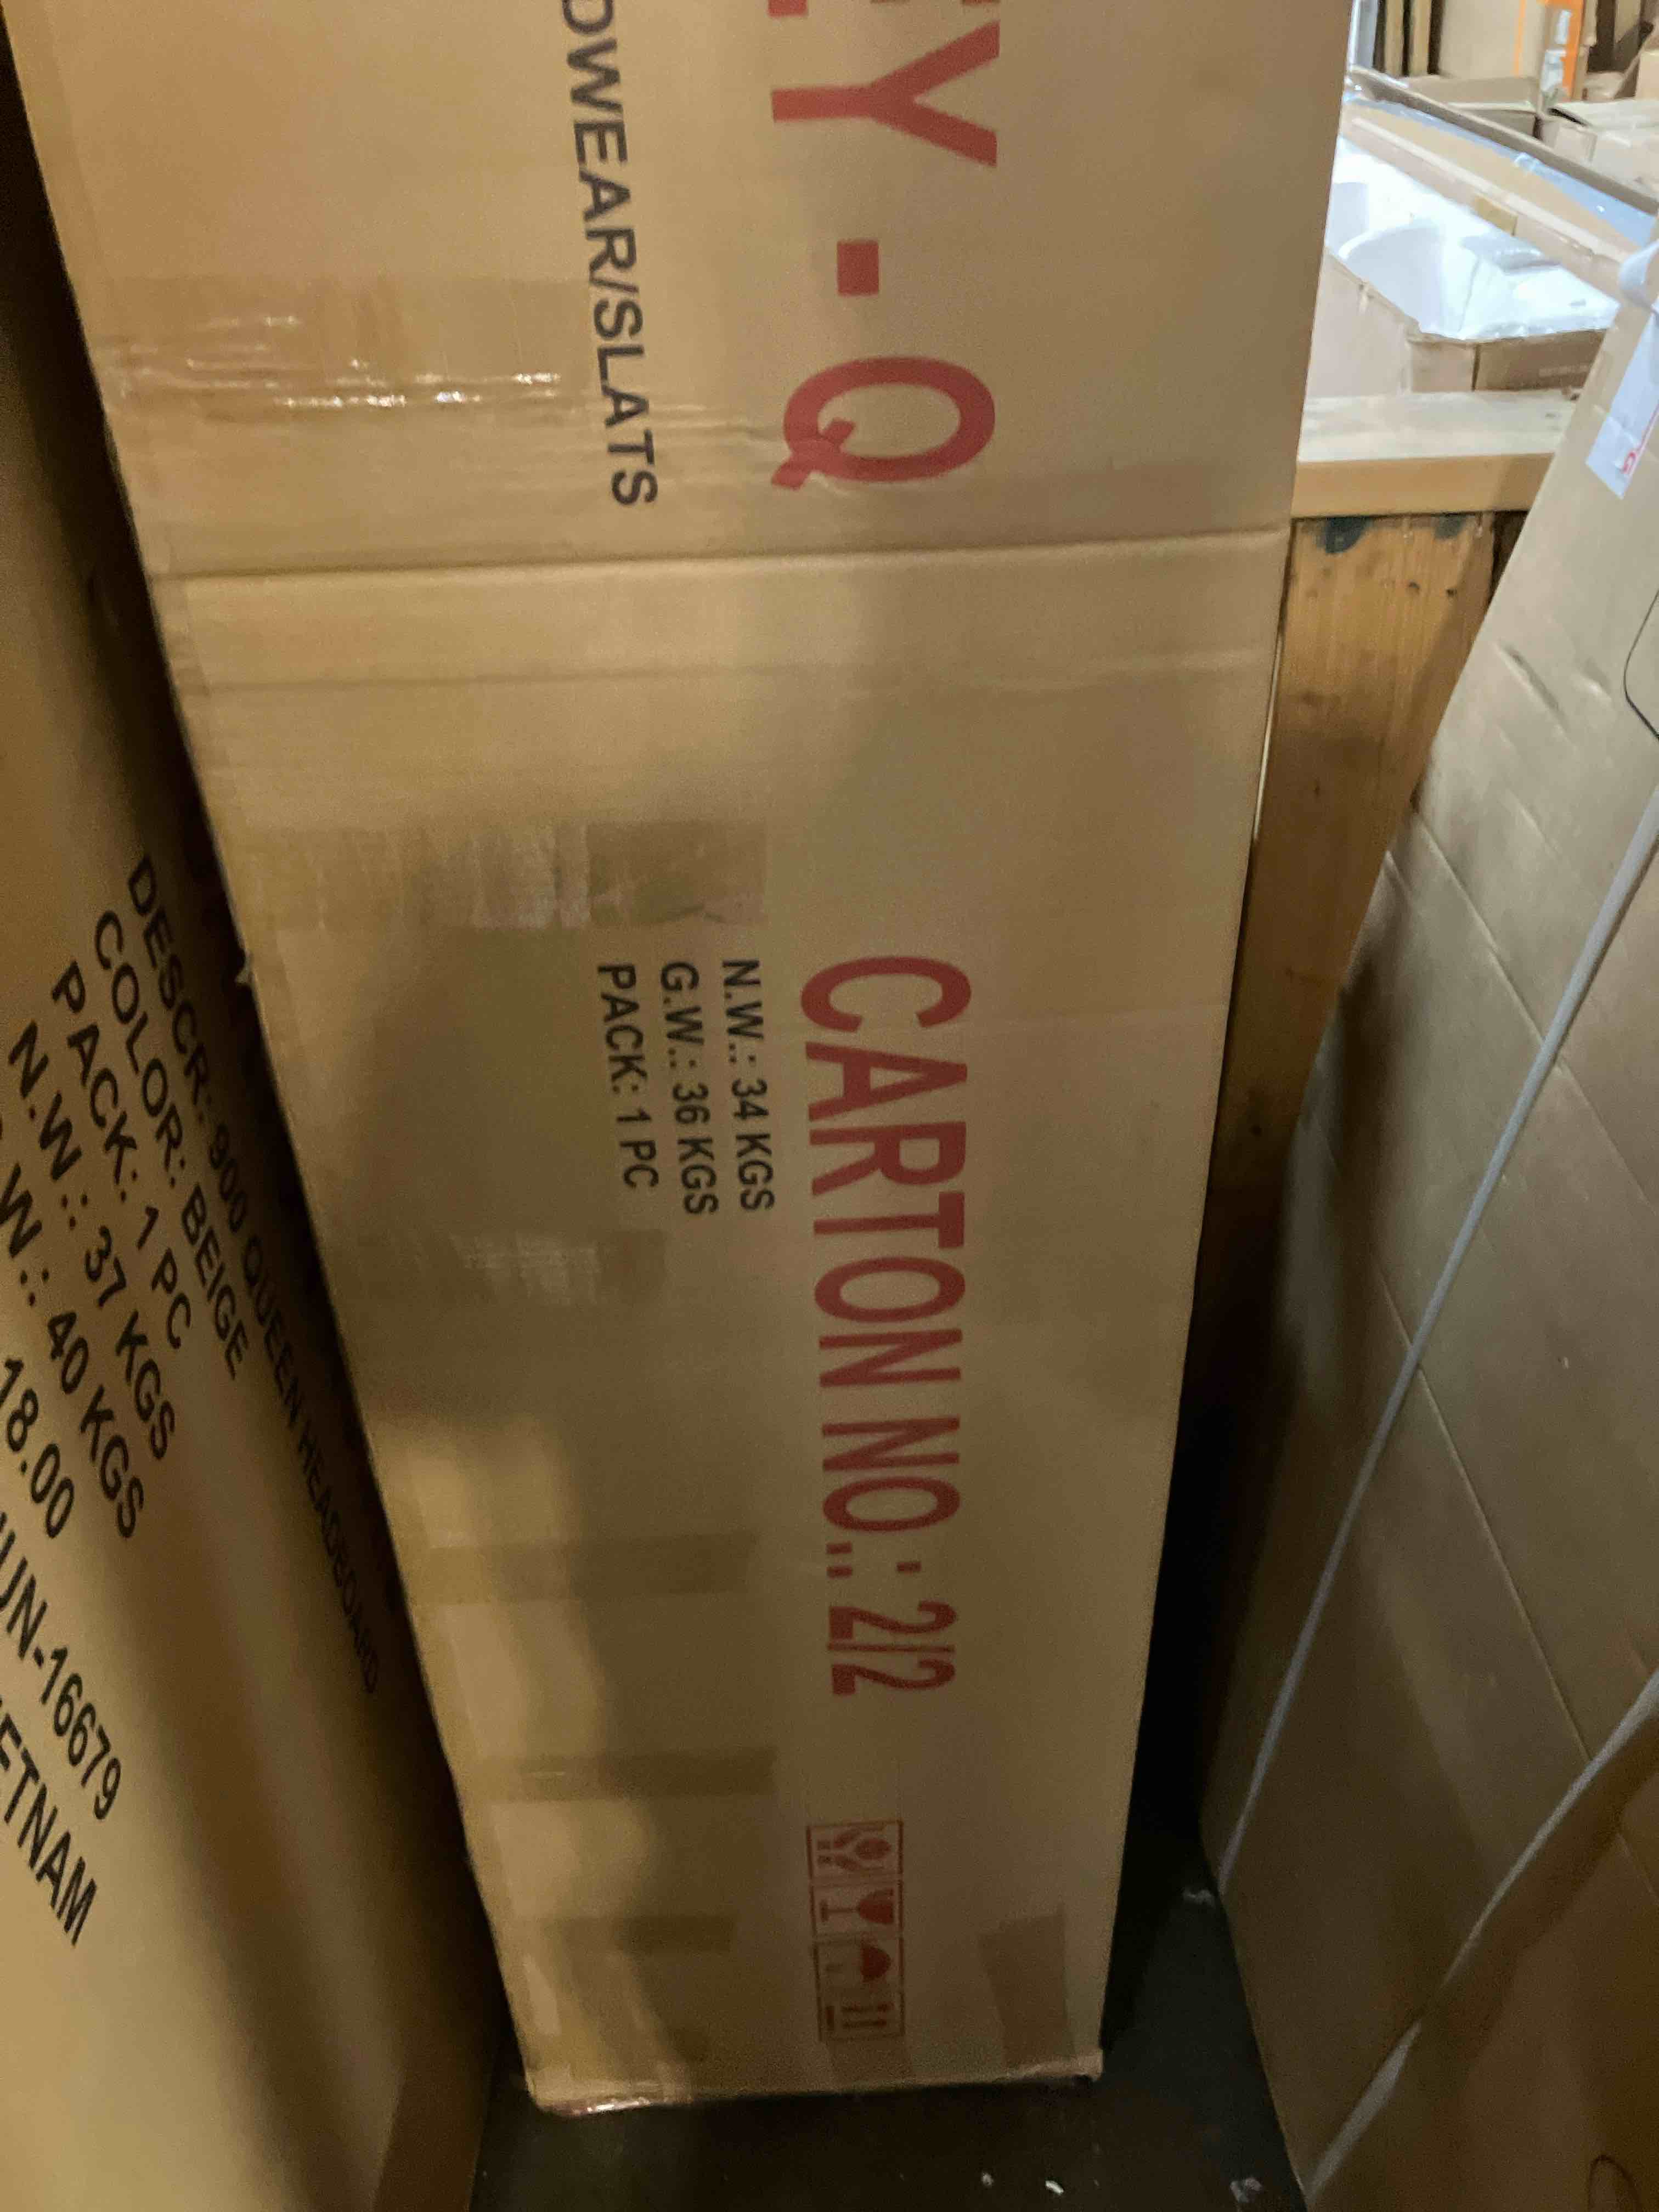 EY - Q
DWEAR/SLATS
CARTON NO.: 2/2
N.W.: 34 KGS
G.W.: 36 KGS
PACK: 1 PC
DESCR: 900 QUEEN HEADBOARD
COLOR: BEIGE
PACK: 1 PC
N.W.: 37 KGS
W.: 40 KGS
18.00
UN-16679
ETNAM